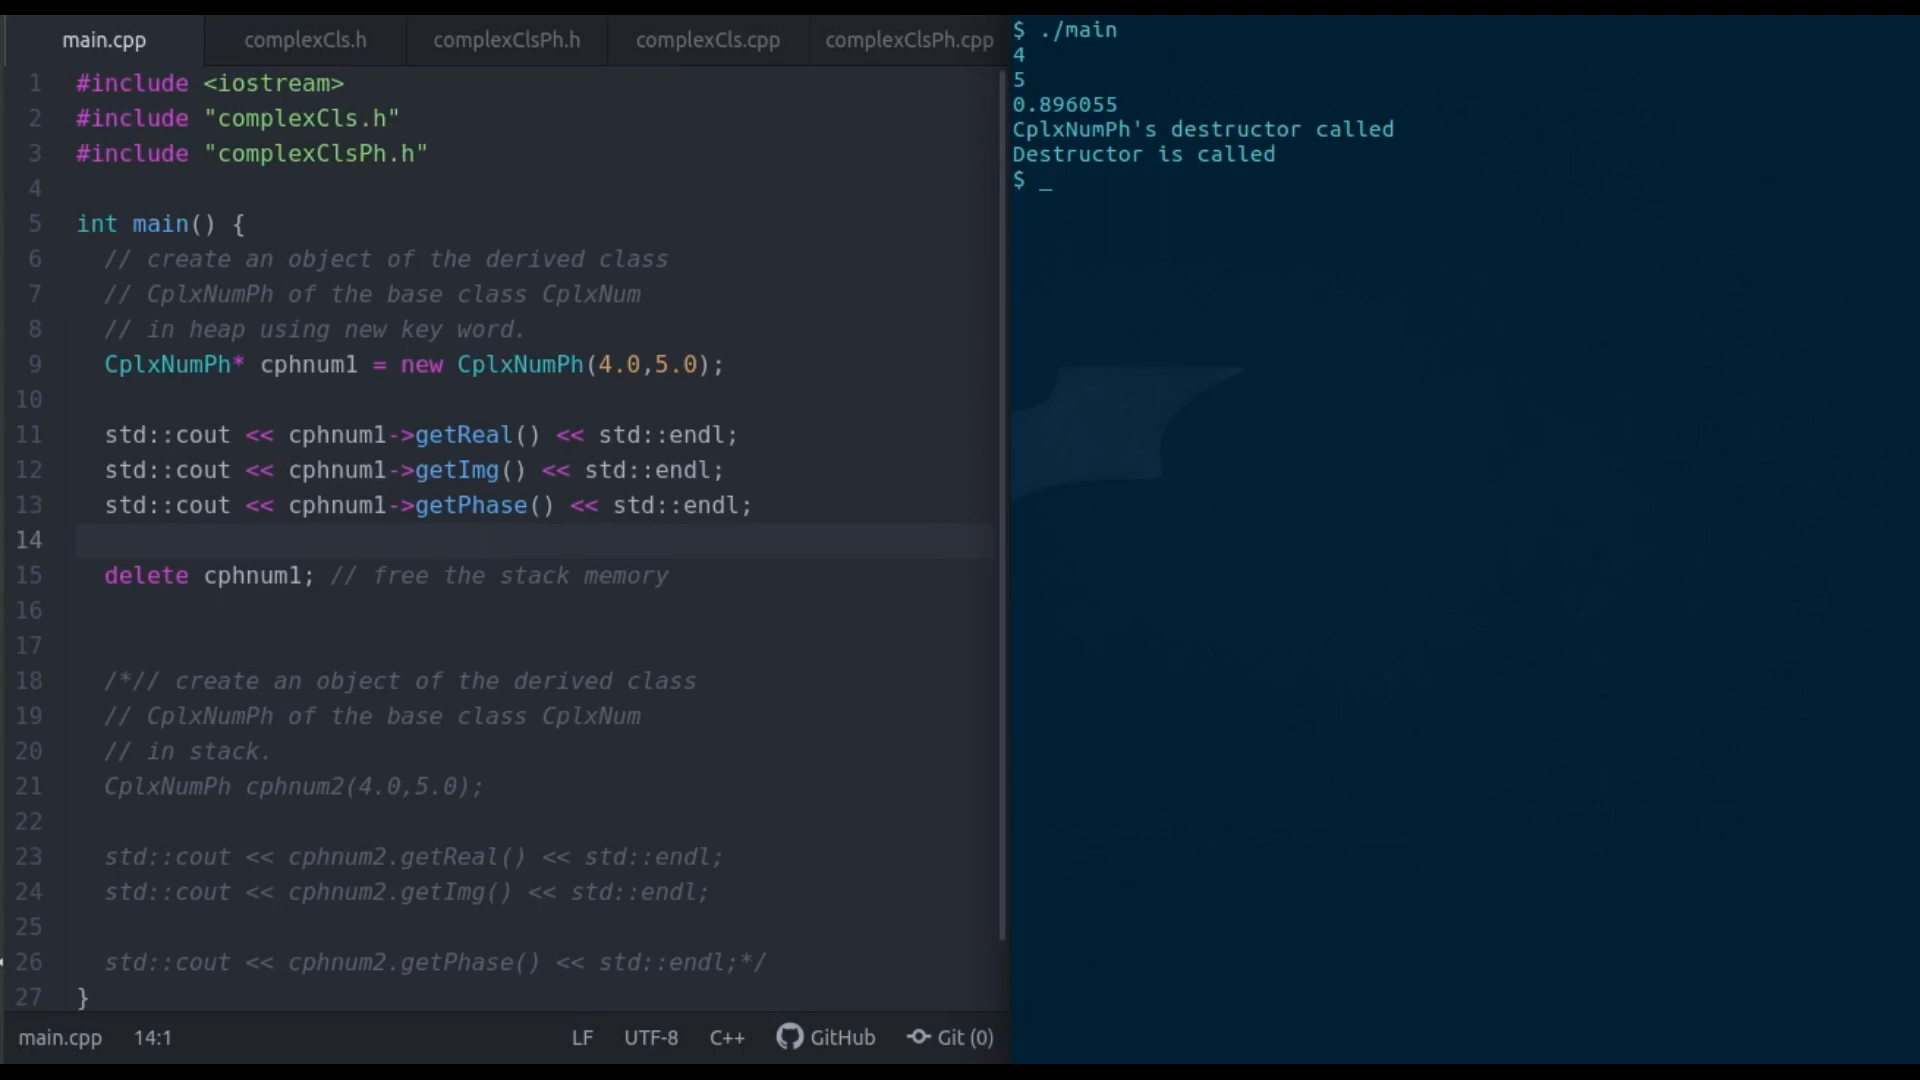 main.cpp complexCls.h complexClsPh.h complexCls.cpp complexClsPh.cpp
1 #include <iostream>
2 #include "complexCls.h"
3 #include "complexClsPh.h"
4
5 int main() {
6 // create an object of the derived class
7 // CplxNumPh of the base class CplxNum
8 // in heap using new key word.
9 CplxNumPh* cphnum1 = new CplxNumPh(4.0,5.0);
10
11 std::cout << cphnum1->getReal() << std::endl;
12 std::cout << cphnum1->getImg() << std::endl;
13 std::cout << cphnum1->getPhase() << std::endl;
14
15 delete cphnum1; // free the stack memory
16
17
18 /*// create an object of the derived class
19 // CplxNumPh of the base class CplxNum
20 // in stack.
21 CplxNumPh cphnum2(4.0,5.0);
22
23 std::cout << cphnum2.getReal() << std::endl;
24 std::cout << cphnum2.getImg() << std::endl;
25
26 std::cout << cphnum2.getPhase() << std::endl;*/
27 }
main.cpp 14:1 LF UTF-8 C++ GitHub Git (0)
$ ./main
4
5
0.896055
CplxNumPh's destructor called
Destructor is called
$ _